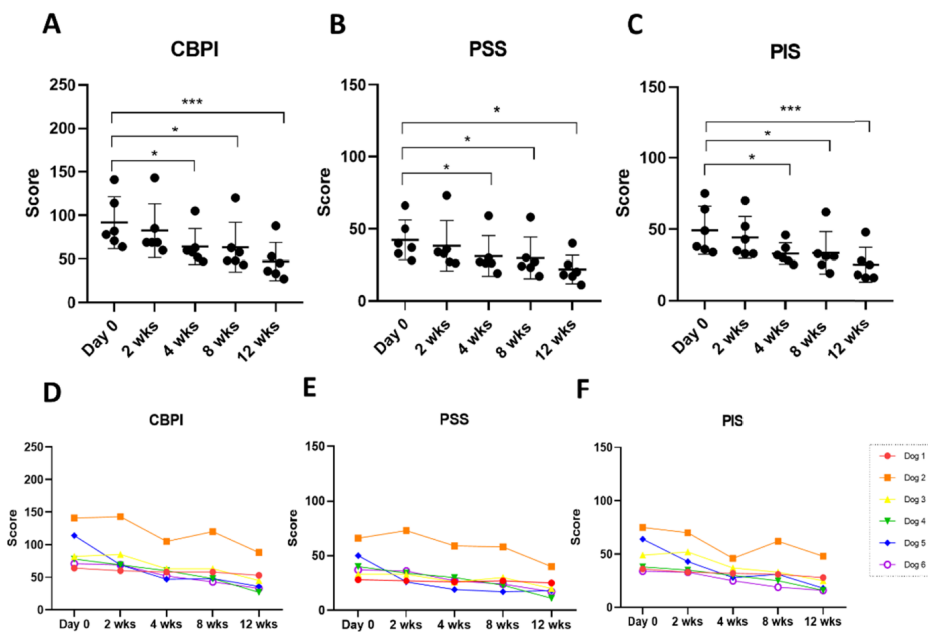 A
CBPI
Score
250
200
150
100
50
0
***
*
*
Day 0
2 wks
4 wks
8 wks
12 wks
B
PSS
Score
150
100
50
0
*
*
*
Day 0
2 wks
4 wks
8 wks
12 wks
C
PIS
Score
150
100
50
0
***
*
*
Day 0
2 wks
4 wks
8 wks
12 wks
D
CBPI
Score
250
200
150
100
50
0
Day 0 2 wks 4 wks 8 wks 12 wks
E
PSS
Score
150
100
50
0
Day 0 2 wks 4 wks 8 wks 12 wks
F
PIS
Score
150
100
50
0
Day 0 2 wks 4 wks 8 wks 12 wks
Dog 1
Dog 2
Dog 3
Dog 4
Dog 5
Dog 6